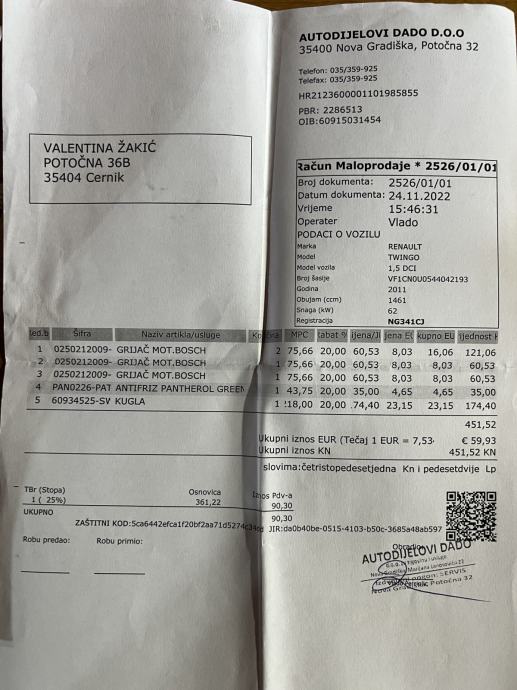 AUTODIJELOVI DADO D.O.O
35400 Nova Gradiška, Potočna 32
Telefon: 035/359-925
Telefax: 035/359-925
HR2123600001101985855
PBR: 2286513
OIB:60915031454
VALENTINA ŽAKIĆ
POTOČNA 36B
35404 Cernik
Račun Maloprodaje * 2526/01/01
Broj dokumenta: 2526/01/01
Datum dokumenta: 24.11.2022
Vrijeme 15:46:31
Operater Vlado
PODACI O VOZILU
Marka RENAULT
Model TWINGO
Model vozila 1,5 DCI
Broj šasije VF1CN0U0544042193
Godina 2011
Obujam (ccm) 1461
Snaga (kW) 62
Registracija NG341CJ
Red.b Šifra Naziv artikla/usluge MPC
1 0250212009- GRIJAČ MOT.BOSCH 2 75,66 20,00 60,53 8,03 16,06 121,06
2 0250212009- GRIJAČ MOT.BOSCH 1 75,66 20,00 60,53 8,03 8,03 60,53
3 0250212009- GRIJAČ MOT.BOSCH 1 75,66 20,00 60,53 8,03 8,03 60,53
4 PAN0226-PAT ANTIFRIZ PANTHEROL GREEN 1 43,75 20,00 35,00 4,65 4,65 35,00
5 60934525-SV KUGLA 1 218,00 20,00 174,40 23,15 23,15 174,40
451,52
Ukupni iznos EUR (Tečaj 1 EUR = 7,53 € 59,93
Ukupni iznos KN 451,52 KN
slovima:četristopedesetjedna Kn i pedesetdvije Lp
TBr (Stopa) Osnovica Iznos Pdv-a
1 ( 25%) 361,22 90,30
UKUPNO 90,30
ZAŠTITNI KOD:5ca6442efca1f20bf2aa71d5274c JIR:da0b40be-0515-4103-b50c-3685a48ab597
Robu predao: Robu primio:
AUTODIJELOVI DADO
Nova Gradiška, Potočna 32